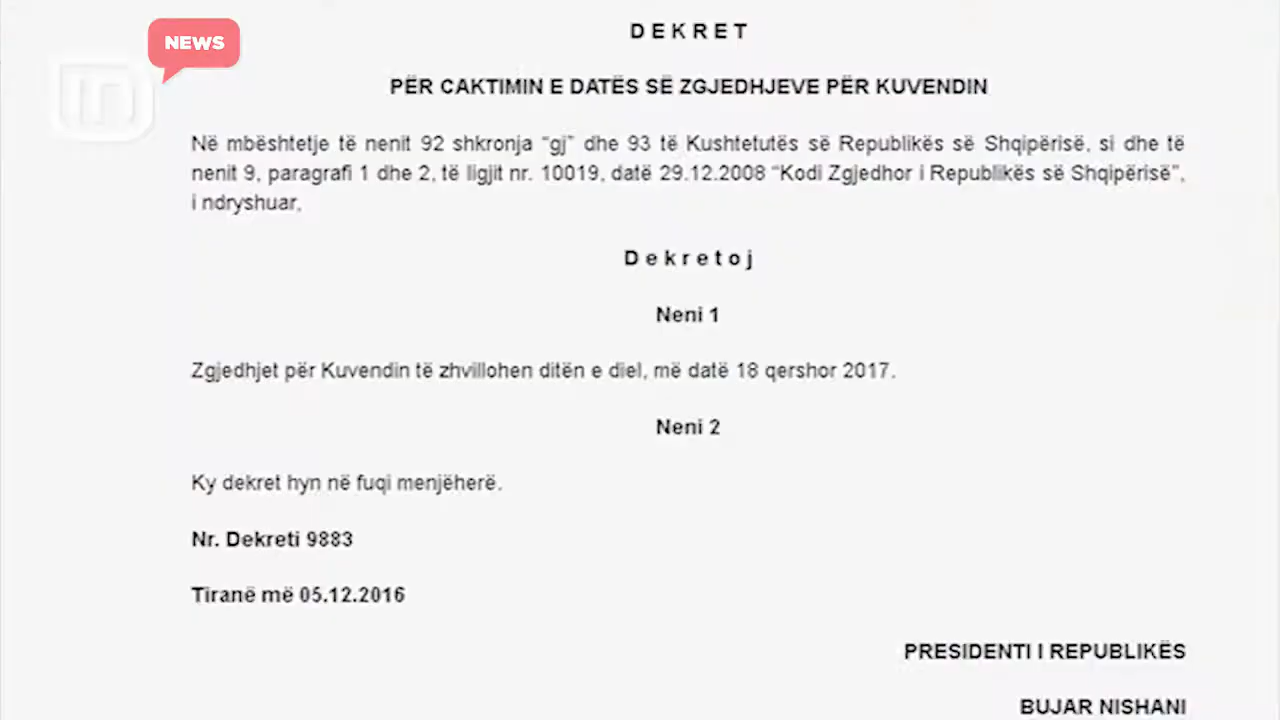 NEWS
in
D E K R E T
PËR CAKTIMIN E DATËS SË ZGJEDHJEVE PËR KUVENDIN
Në mbështetje të nenit 92 shkronja “gj” dhe 93 të Kushtetutës së Republikës së Shqipërisë, si dhe të
nenit 9, paragrafi 1 dhe 2, të ligjit nr. 10019, datë 29.12.2008 “Kodi Zgjedhor i Republikës së Shqipërisë”,
i ndryshuar,
D e k r e t o j
Neni 1
Zgjedhjet për Kuvendin të zhvillohen ditën e diel, më datë 18 qershor 2017.
Neni 2
Ky dekret hyn në fuqi menjëherë.
Nr. Dekreti 9883
Tiranë më 05.12.2016
PRESIDENTI I REPUBLIKËS
BUJAR NISHANI